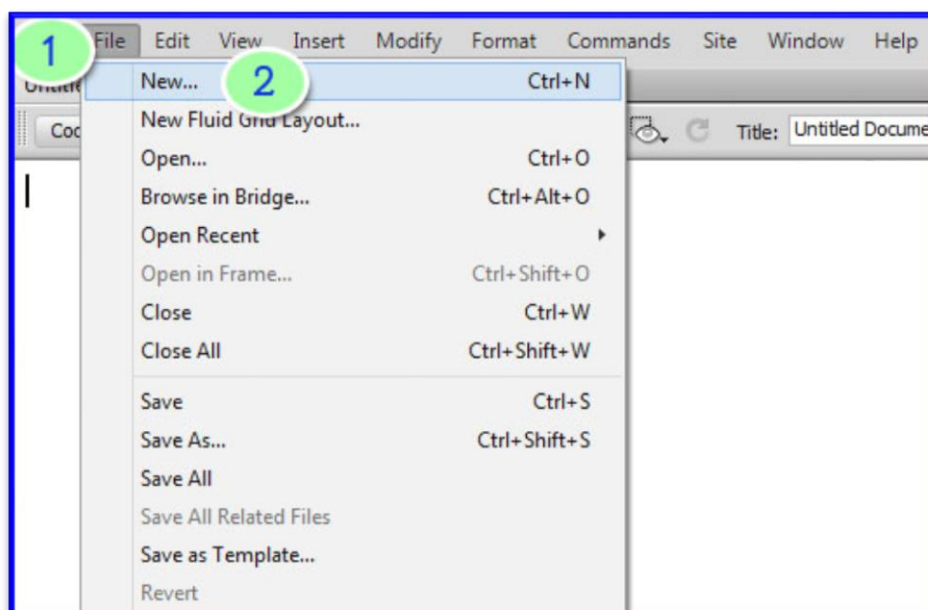 1 File Edit View Insert Modify Format Commands Site Window Help
New... 2 Ctrl+N
New Fluid Grid Layout...
Title: Untitled Docume
Open... Ctrl+O
Browse in Bridge... Ctrl+Alt+O
Open Recent
Open in Frame... Ctrl+Shift+O
Close Ctrl+W
Close All Ctrl+Shift+W
Save Ctrl+S
Save As... Ctrl+Shift+S
Save All
Save All Related Files
Save as Template...
Revert